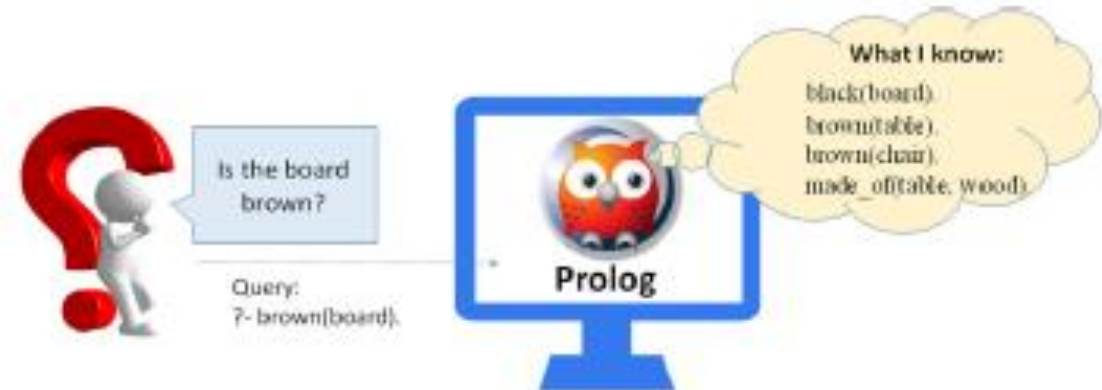 Is the board
brown?
Query:
?- brown(board).
Prolog
What I know:
black(board).
brown(table).
brown(chair).
made_of(table, wood)